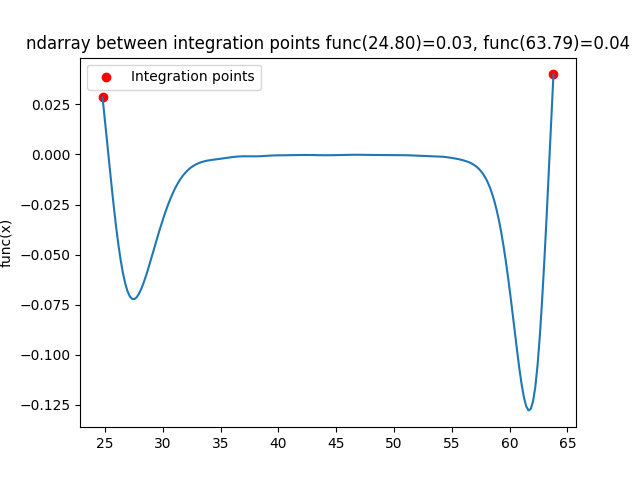 ndarray between integration points func(24.80)=0.03, func(63.79)=0.04
Integration points
func(x)
0.025
0.000
−0.025
−0.050
−0.075
−0.100
−0.125
25 30 35 40 45 50 55 60 65